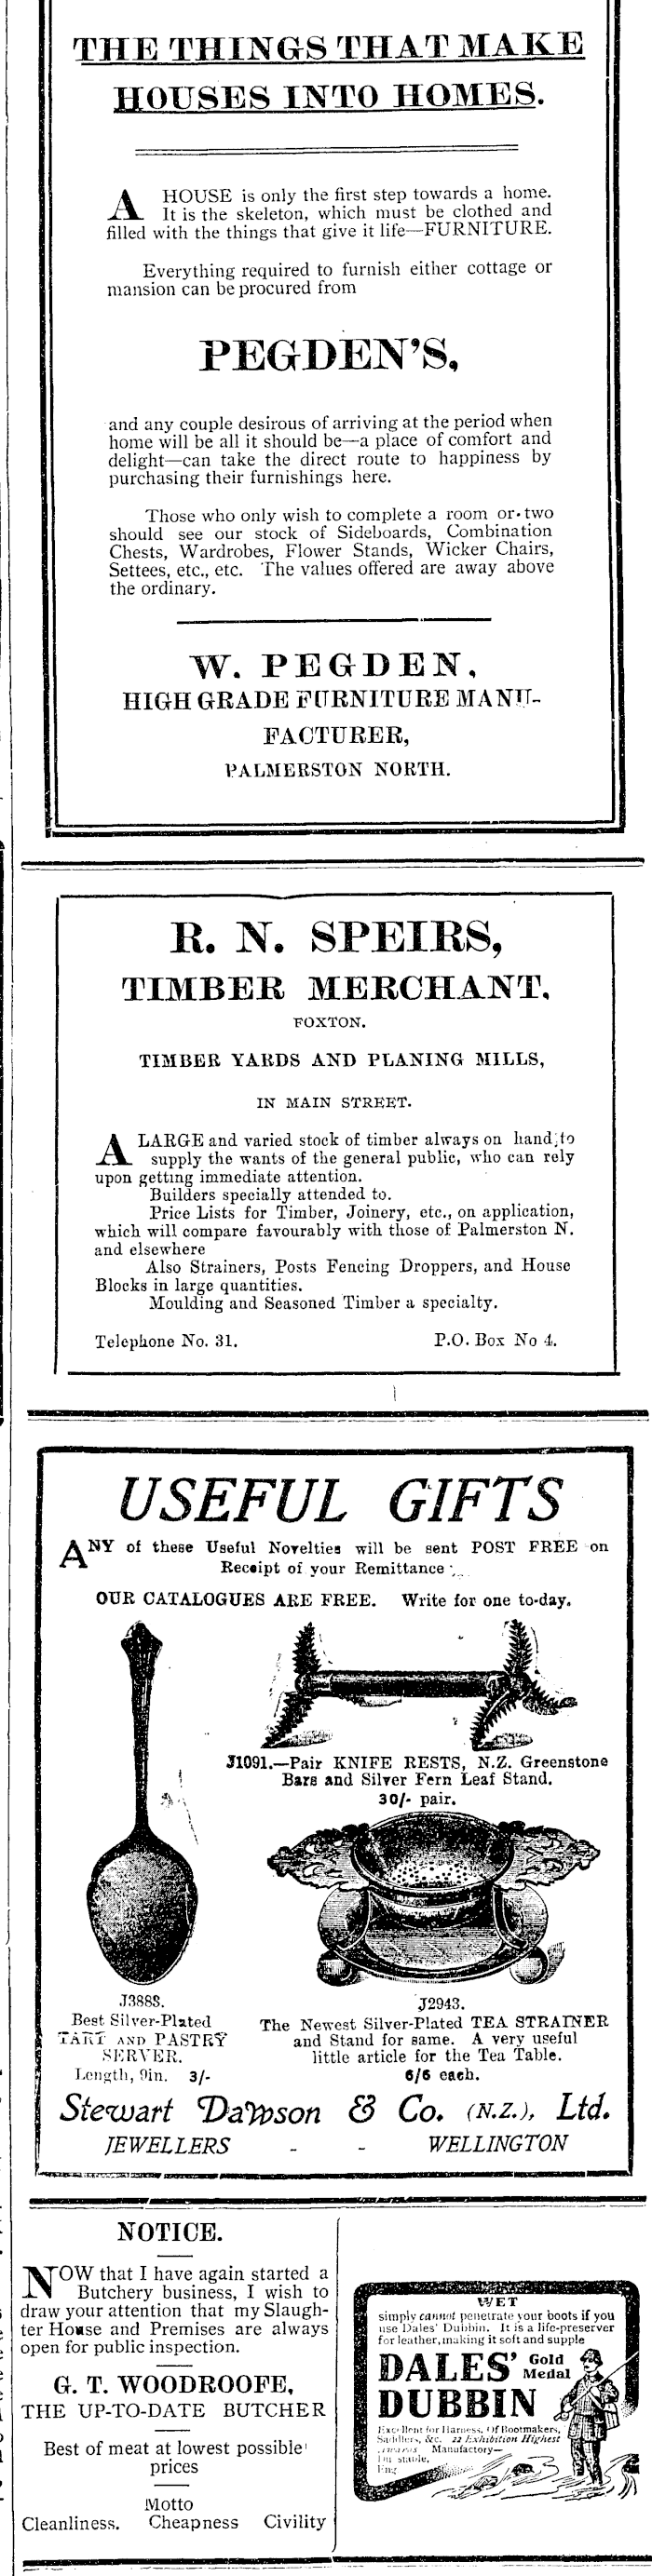 THE THINGS THAT MAKE
HOUSES INTO HOMES.
A HOUSE is only the first step towards a home.
It is the skeleton, which must be clothed and
filled with the things that give it life—FURNITURE.
Everything required to furnish either cottage or
mansion can be procured from
PEGDEN'S,
and any couple desirous of arriving at the period when
home will be all it should be—a place of comfort and
delight—can take the direct route to happiness by
purchasing their furnishings here.
Those who only wish to complete a room or two
should see our stock of Sideboards, Combination
Chests, Wardrobes, Flower Stands, Wicker Chairs,
Settees, etc., etc. The values offered are away above
the ordinary.
W. PEGDEN,
HIGH GRADE FURNITURE MANU-
FACTURER,
PALMERSTON NORTH.
R. N. SPEIRS,
TIMBER MERCHANT,
FOXTON.
TIMBER YARDS AND PLANING MILLS,
IN MAIN STREET.
A LARGE and varied stock of timber always on hand to
supply the wants of the general public, who can rely
upon getting immediate attention.
Builders specially attended to.
Price Lists for Timber, Joinery, etc., on application,
which will compare favourably with those of Palmerston N.
and elsewhere
Also Strainers, Posts Fencing Droppers, and House
Blocks in large quantities.
Moulding and Seasoned Timber a specialty.
Telephone No. 31. P.O. Box No 4.
USEFUL GIFTS
ANY of these Useful Novelties will be sent POST FREE on
Receipt of your Remittance
OUR CATALOGUES ARE FREE. Write for one to-day.
J1091.—Pair KNIFE RESTS, N.Z. Greenstone
Bars and Silver Fern Leaf Stand.
30/- pair.
J3888.
Best Silver-Plated
TART AND PASTRY
SERVER.
Length, 9in. 3/-
J2943.
The Newest Silver-Plated TEA STRAINER
and Stand for same. A very useful
little article for the Tea Table.
6/6 each.
Stewart Dawson & Co. (N.Z.), Ltd.
JEWELLERS - - WELLINGTON
NOTICE.
NOW that I have again started a
Butchery business, I wish to
draw your attention that my Slaugh-
ter House and Premises are always
open for public inspection.
G. T. WOODROOFE,
THE UP-TO-DATE BUTCHER
Best of meat at lowest possible
prices
Motto
Cleanliness. Cheapness Civility
WET
simply cannot penetrate your boots if you
use Dales' Dubbin. It is a life-preserver
for leather, making it soft and supple
DALES' Gold
Medal
DUBBIN
Excellent for Harness. Of Bootmakers,
Saddlers, &c. 22 Exhibition Highest
Manufactory—
Eng